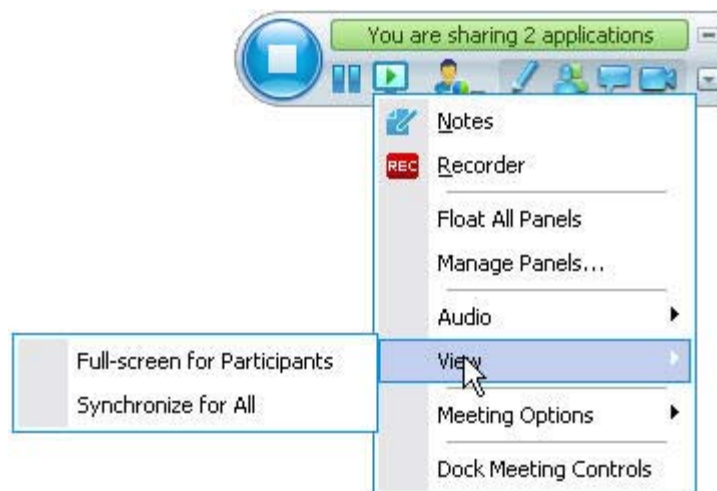 You are sharing 2 applications
Notes
REC Recorder
Float All Panels
Manage Panels...
Audio
View
Full-screen for Participants
Synchronize for All
Meeting Options
Dock Meeting Controls